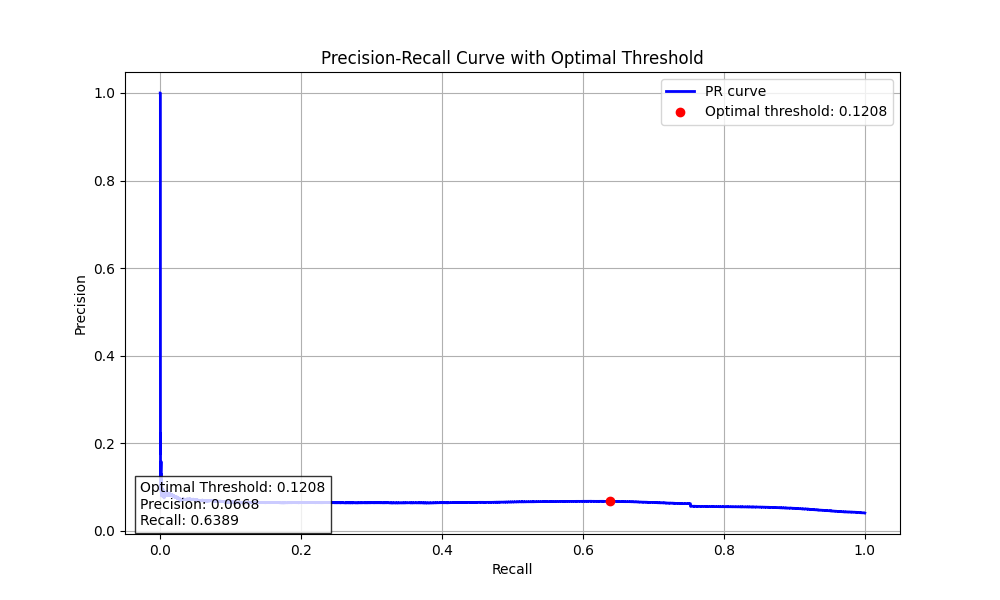 Precision-Recall Curve with Optimal Threshold
PR curve
Optimal threshold: 0.1208
Precision
1.0
0.8
0.6
0.4
0.2
0.0
Optimal Threshold: 0.1208
Precision: 0.0668
Recall: 0.6389
0.0 0.2 0.4 0.6 0.8 1.0
Recall